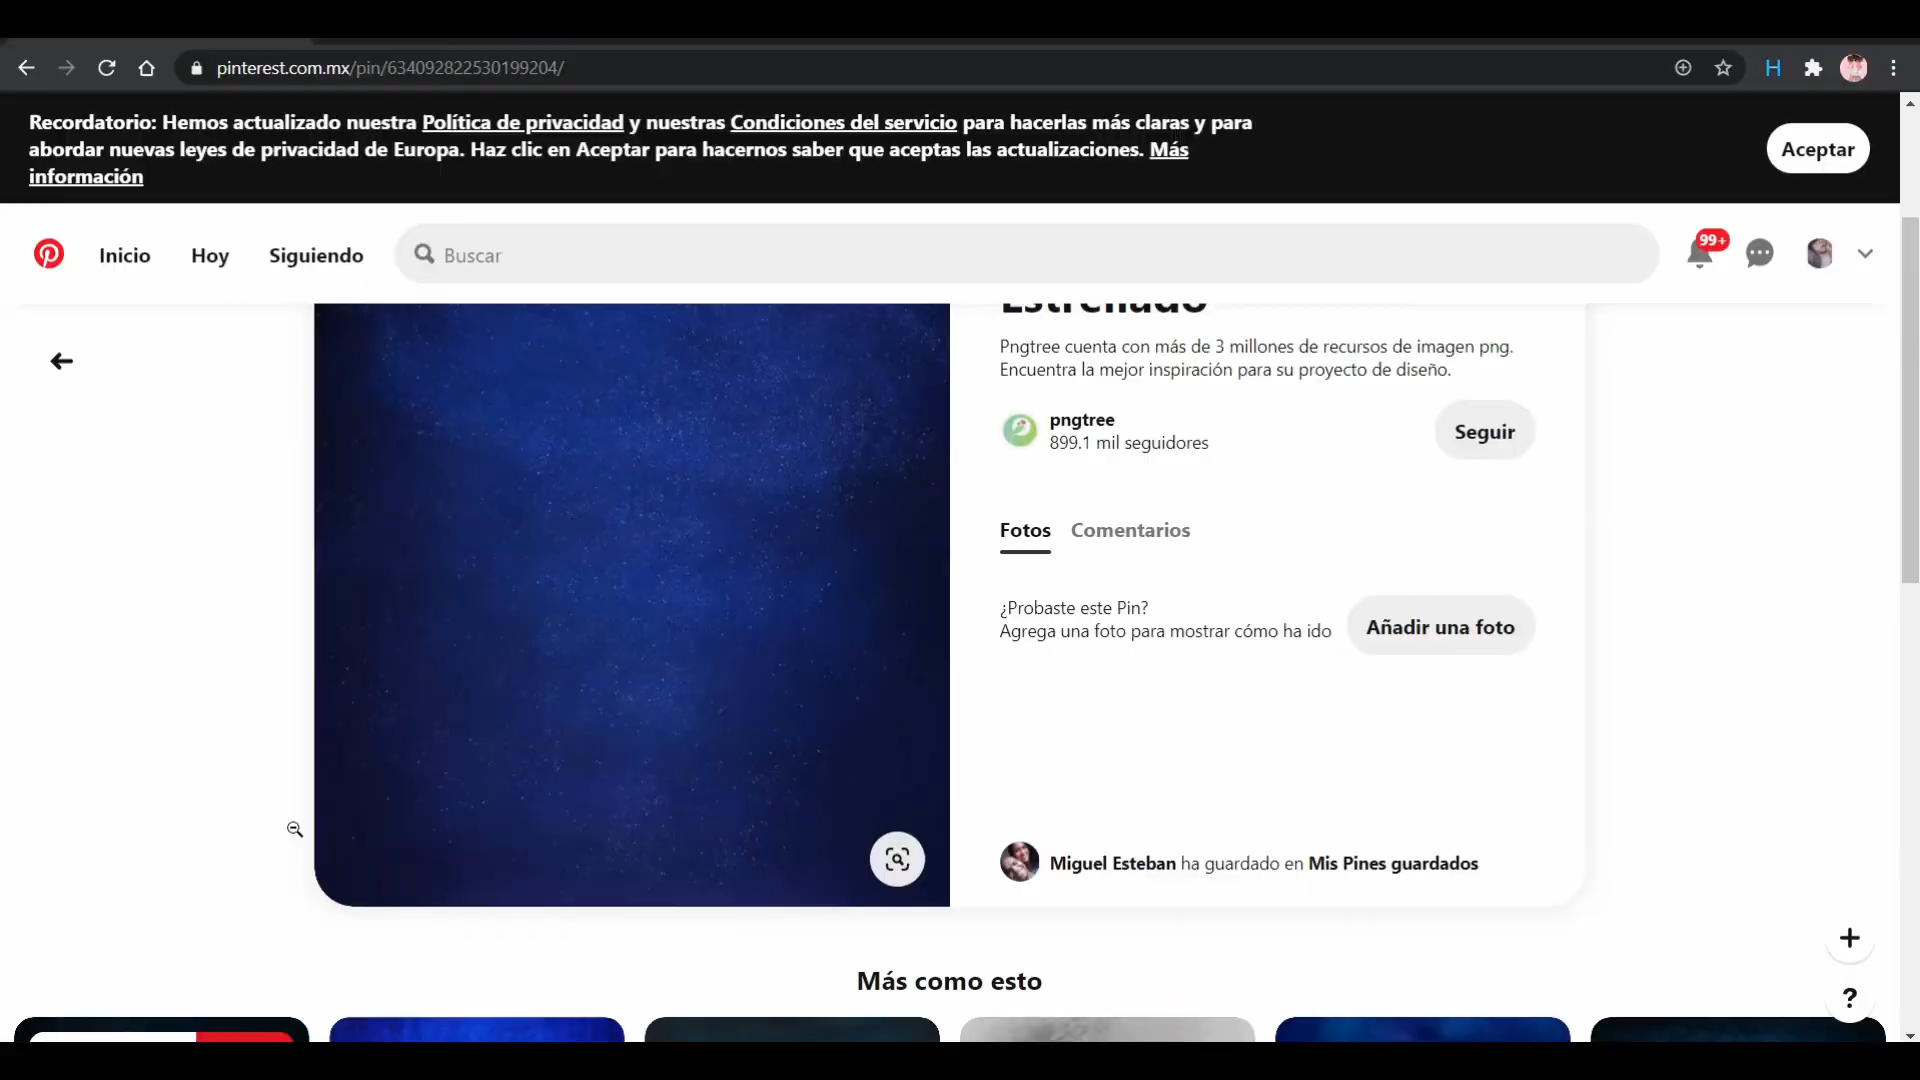 pinterest.com.mx/pin/634092822530199204/
H
Recordatorio: Hemos actualizado nuestra Política de privacidad y nuestras Condiciones del servicio para hacerlas más claras y para
abordar nuevas leyes de privacidad de Europa. Haz clic en Aceptar para hacernos saber que aceptas las actualizaciones. Más
información
Aceptar
Inicio
Hoy
Siguiendo
Buscar
99+
Estrellado
Pngtree cuenta con más de 3 millones de recursos de imagen png.
Encuentra la mejor inspiración para su proyecto de diseño.
pngtree
899.1 mil seguidores
Seguir
Fotos
Comentarios
¿Probaste este Pin?
Agrega una foto para mostrar cómo ha ido
Añadir una foto
Miguel Esteban ha guardado en Mis Pines guardados
+
?
Más como esto